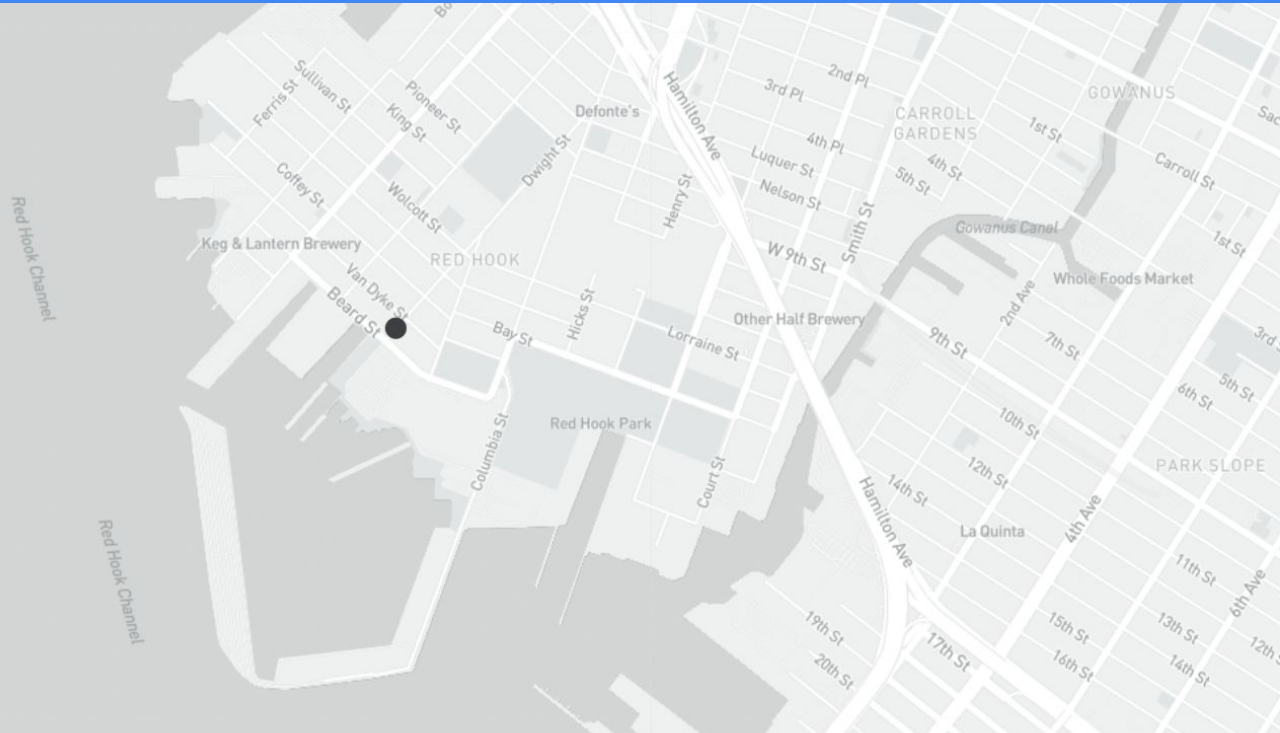 Bo
Sullivan St
Ferris St
Pioneer St
King St
Defonte's
Dwight St
Hamilton Ave
2nd Pl
3rd Pl
4th Pl
Luquer St
Nelson St
CARROLL
GARDENS
GOWANUS
1st St
4th St
5th St
Carroll St
Sac
Coffey St
Wolcott St
Henry St
Smith St
W 9th St
Gowanus Canal
1st St
Red Hook Channel
Keg & Lantern Brewery
RED HOOK
Van Dyke St
Beard St
Hicks St
Bay St
Lorraine St
Other Half Brewery
Whole Foods Market
2nd Ave
9th St
7th St
3rd S
5th St
6th St
Columbia St
Red Hook Park
Court St
10th St
12th St
14th St
PARK SLOPE
Hamilton Ave
La Quinta
4th Ave
Red Hook Channel
11th St
6th Ave
19th St
20th St
17th St
15th St
16th St
13th St
14th St
12th